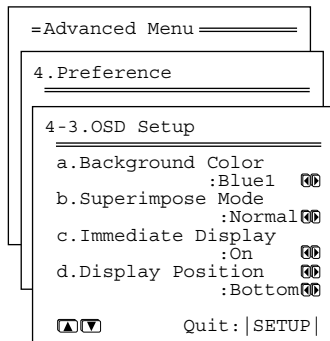 =Advanced Menu
4.Preference
4-3.OSD Setup
a.Background Color
:Blue1
b.Superimpose Mode
:Normal
c.Immediate Display
:On
d.Display Position
:Bottom
Quit:|SETUP|